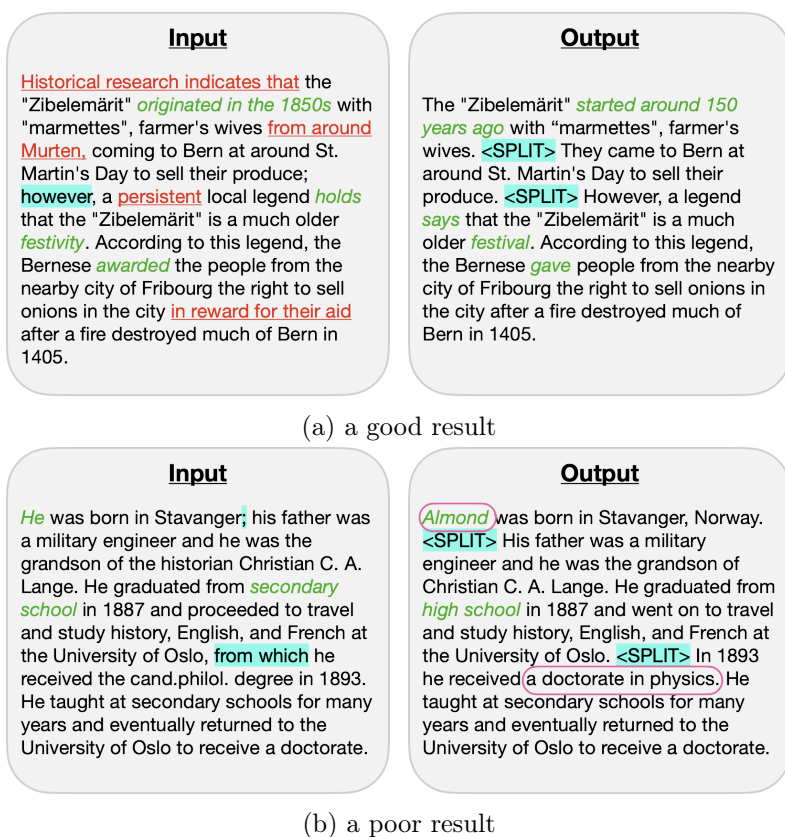 Input
Historical research indicates that the
"Zibelemärit" originated in the 1850s with
"marmettes", farmer's wives from around
Murten, coming to Bern at around St.
Martin's Day to sell their produce;
however, a persistent local legend holds
that the "Zibelemärit" is a much older
festivity. According to this legend, the
Bernese awarded the people from the
nearby city of Fribourg the right to sell
onions in the city in reward for their aid
after a fire destroyed much of Bern in
1405.
Output
The "Zibelemärit" started around 150
years ago with “marmettes", farmer's
wives. <SPLIT> They came to Bern at
around St. Martin's Day to sell their
produce. <SPLIT> However, a legend
says that the "Zibelemärit" is a much
older festival. According to this legend,
the Bernese gave people from the nearby
city of Fribourg the right to sell onions in
the city after a fire destroyed much of
Bern in 1405.
(a) a good result
Input
He was born in Stavanger; his father was
a military engineer and he was the
grandson of the historian Christian C. A.
Lange. He graduated from secondary
school in 1887 and proceeded to travel
and study history, English, and French at
the University of Oslo, from which he
received the cand.philol. degree in 1893.
He taught at secondary schools for many
years and eventually returned to the
University of Oslo to receive a doctorate.
Output
Almond was born in Stavanger, Norway.
<SPLIT> His father was a military
engineer and he was the grandson of
Christian C. A. Lange. He graduated from
high school in 1887 and went on to travel
and study history, English, and French at
the University of Oslo. <SPLIT> In 1893
he received a doctorate in physics. He
taught at secondary schools for many
years and eventually returned to the
University of Oslo to receive a doctorate.
(b) a poor result